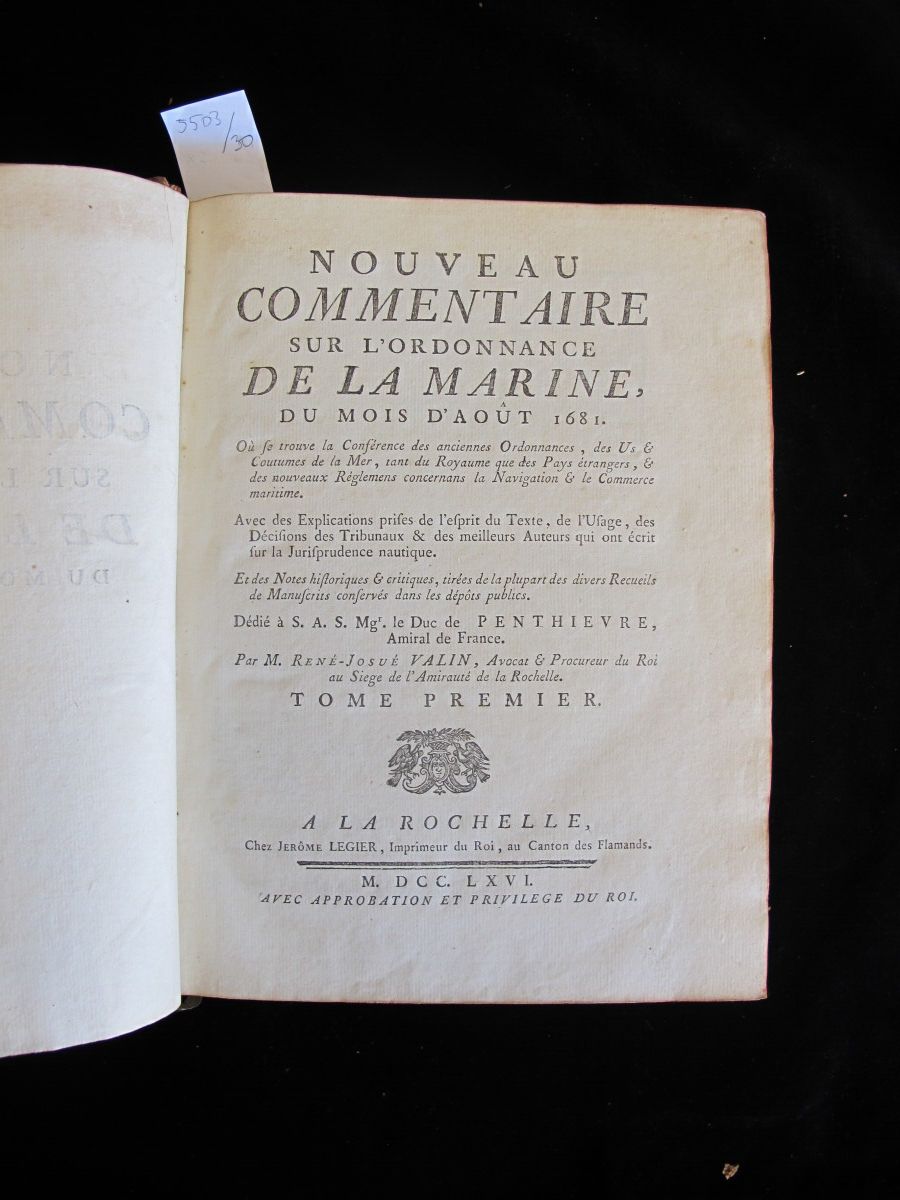 5503/30
NOUVEAU
COMMENTAIRE
SUR L'ORDONNANCE
DE LA MARINE,
DU MOIS D'AOÛT 1681.
Où ſe trouve la Conférence des anciennes Ordonnances, des Us &
Coutumes de la Mer, tant du Royaume que des Pays étrangers, &
des nouveaux Réglemens concernans la Navigation & le Commerce
maritime.
Avec des Explications priſes de l'eſprit du Texte, de l'Uſage, des
Déciſions des Tribunaux & des meilleurs Auteurs qui ont écrit
ſur la Juriſprudence nautique.
Et des Notes hiſtoriques & critiques, tirées de la plupart des divers Recueils
de Manuſcrits conſervés dans les dépôts publics.
Dédié à S. A. S. Mgr. le Duc de PENTHIEVRE,
Amiral de France.
Par M. RENÉ-JOSUÉ VALIN, Avocat & Procureur du Roi
au Siege de l'Amirauté de la Rochelle.
TOME PREMIER.
A LA ROCHELLE,
Chez JERÔME LEGIER, Imprimeur du Roi, au Canton des Flamands.
M. DCC. LXVI.
AVEC APPROBATION ET PRIVILEGE DU ROI.